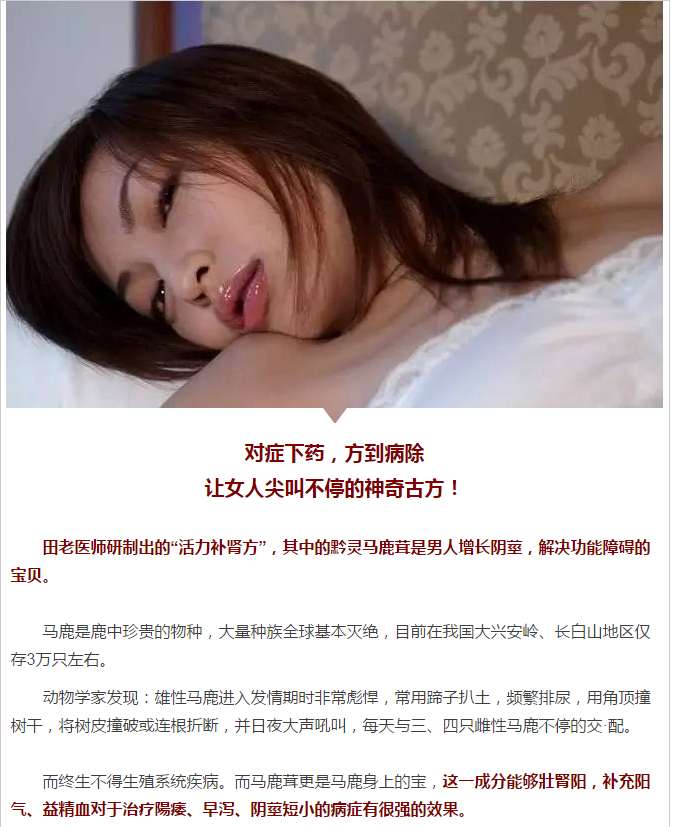 对症下药，方到病除
让女人尖叫不停的神奇古方！
田老医师研制出的“活力补肾方”，其中的黔灵马鹿茸是男人增长阴莖，解决功能障碍的
宝贝。
马鹿是鹿中珍贵的物种，大量种族全球基本灭绝，目前在我国大兴安岭、长白山地区仅
存3万只左右。
动物学家发现：雄性马鹿进入发情期时非常彪悍，常用蹄子扒土，频繁排尿，用角顶撞
树干，将树皮撞破或连根折断，并日夜大声吼叫，每天与三、四只雌性马鹿不停的交·配。
而终生不得生殖系统疾病。而马鹿茸更是马鹿身上的宝，这一成分能够壯腎阳，补充阳
气、益精血对于治疗陽痿、早泻、阴莖短小的病症有很强的效果。